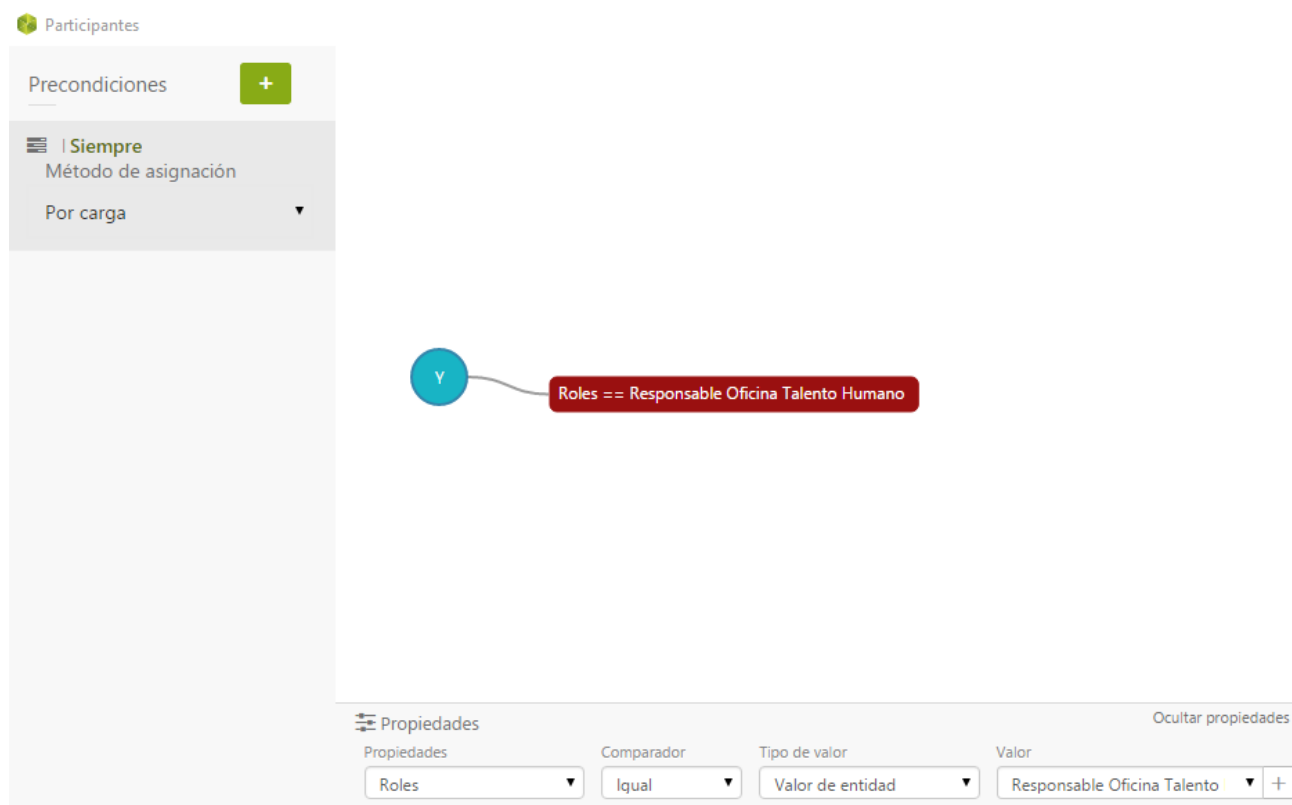 Participantes
Precondiciones
+
| Siempre
Método de asignación
Por carga
Y
Roles == Responsable Oficina Talento Humano
Propiedades
Ocultar propiedades
Propiedades Comparador Tipo de valor Valor
Roles Igual Valor de entidad Responsable Oficina Talento +